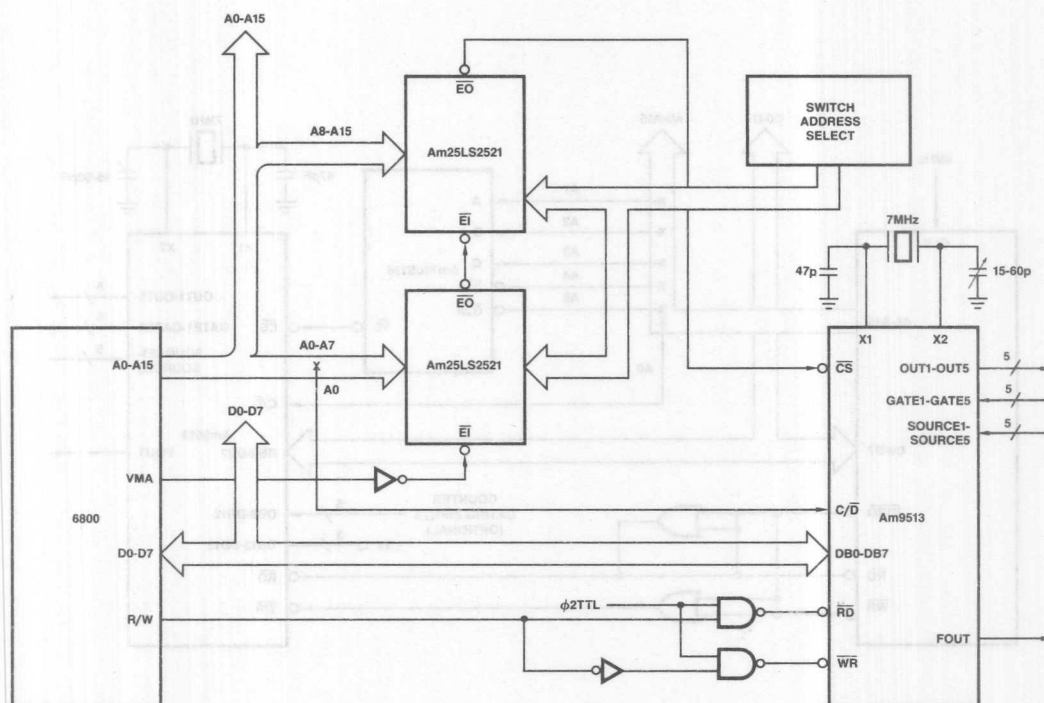 A0-A15
EO
SWITCH
ADDRESS
SELECT
A8-A15
Am25LS2521
EI
7MHz
47p
15-60p
EO
X1
X2
A0-A15
A0-A7
Am25LS2521
A0
CS
OUT1-OUT5
5
GATE1-GATE5
5
D0-D7
SOURCE1-
SOURCE5
5
EI
VMA
6800
C/D
Am9513
D0-D7
DB0-DB7
ϕ2TTL
R/W
RD
FOUT
WR